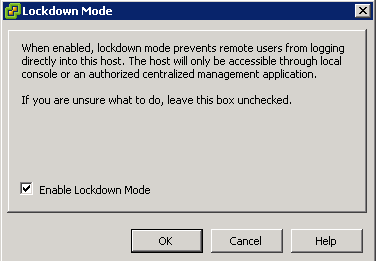 Lockdown Mode
When enabled, lockdown mode prevents remote users from logging
directly into this host. The host will only be accessible through local
console or an authorized centralized management application.
If you are unsure what to do, leave this box unchecked.
Enable Lockdown Mode
OK
Cancel
Help